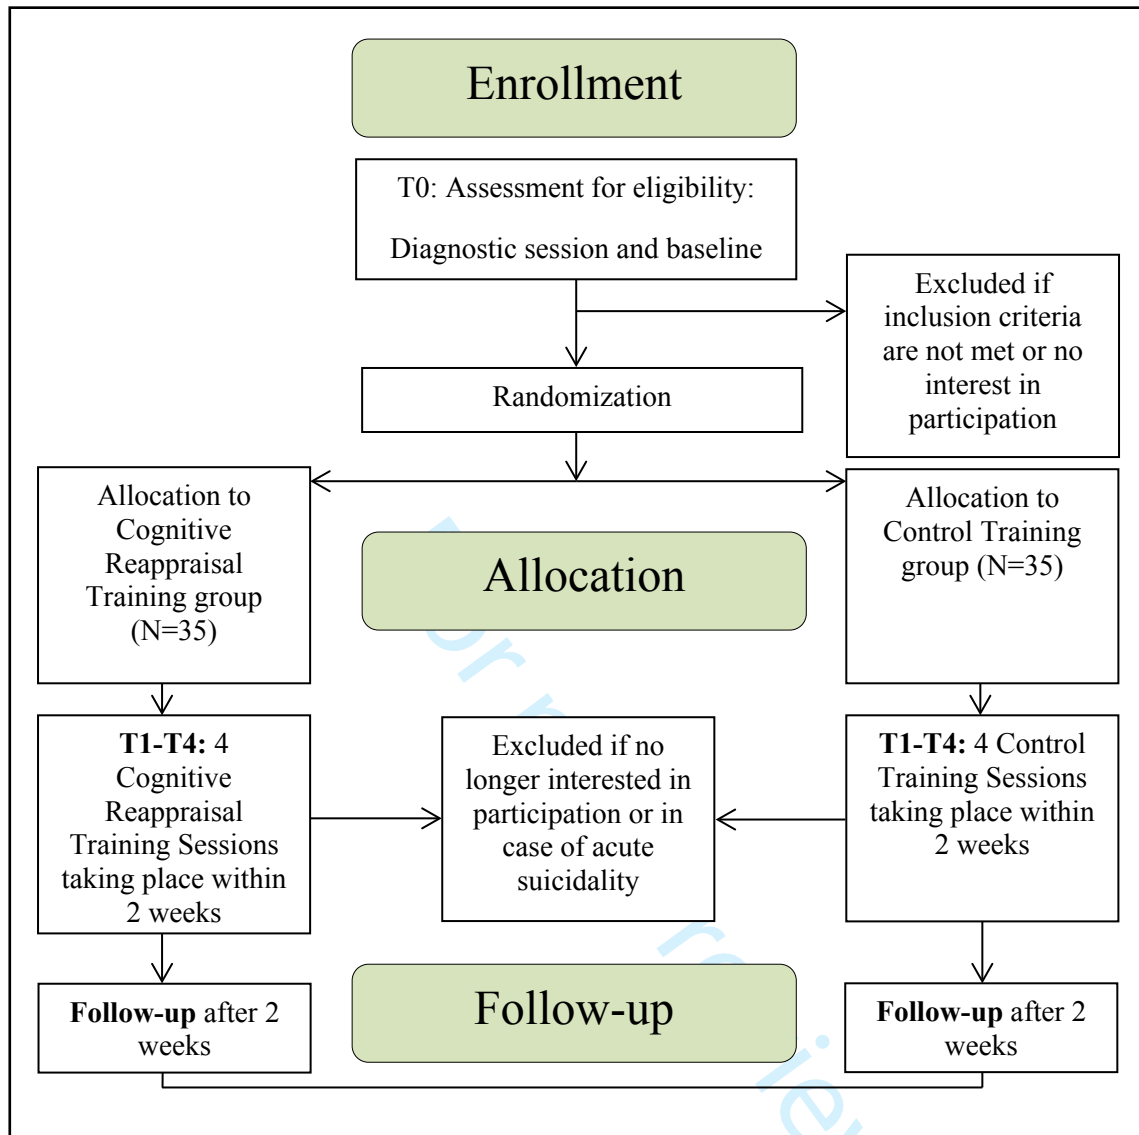 Enrollment
T0: Assessment for eligibility:
Diagnostic session and baseline
Excluded if
inclusion criteria
are not met or no
interest in
participation
Randomization
Allocation to
Cognitive
Reappraisal
Training group
(N=35)
Allocation
Allocation to
Control Training
group (N=35)
T1-T4: 4
Cognitive
Reappraisal
Training Sessions
taking place within
2 weeks
Excluded if no
longer interested in
participation or in
case of acute
suicidality
T1-T4: 4 Control
Training Sessions
taking place within
2 weeks
Follow-up after 2
weeks
Follow-up
Follow-up after 2
weeks